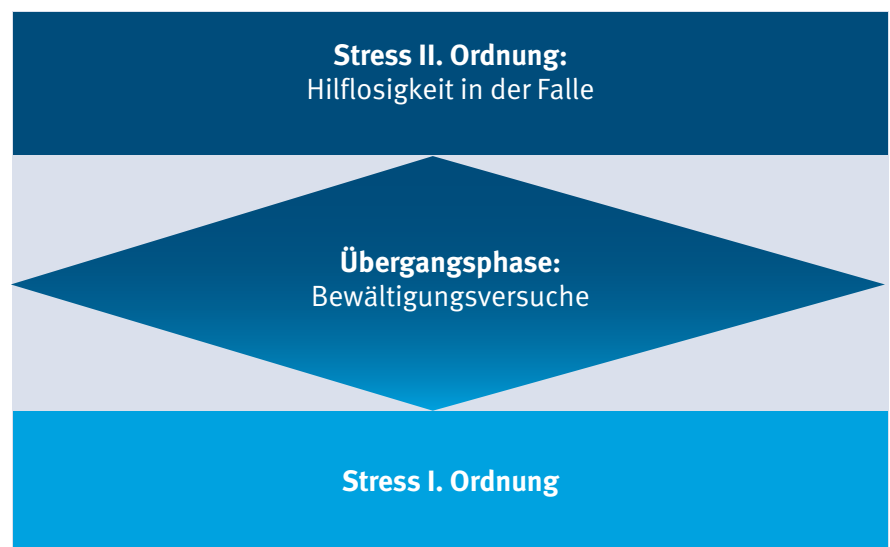 Stress II. Ordnung:
Hilflosigkeit in der Falle
Übergangsphase:
Bewältigungsversuche
Stress I. Ordnung